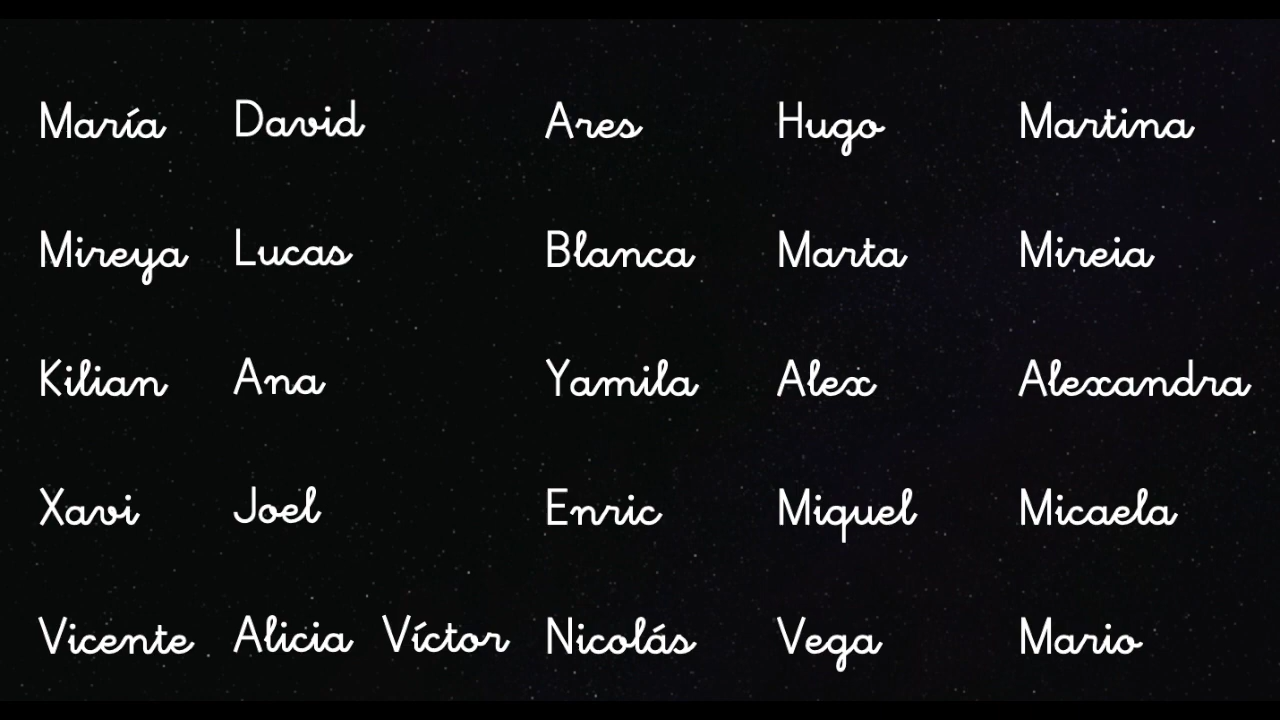 María David Ares Hugo Martina
Mireya Lucas Blanca Marta Mireia
Kilian Ana Yamila Alex Alexandra
Xavi Joel Enric Miquel Micaela
Vicente Alicia Víctor Nicolás Vega Mario